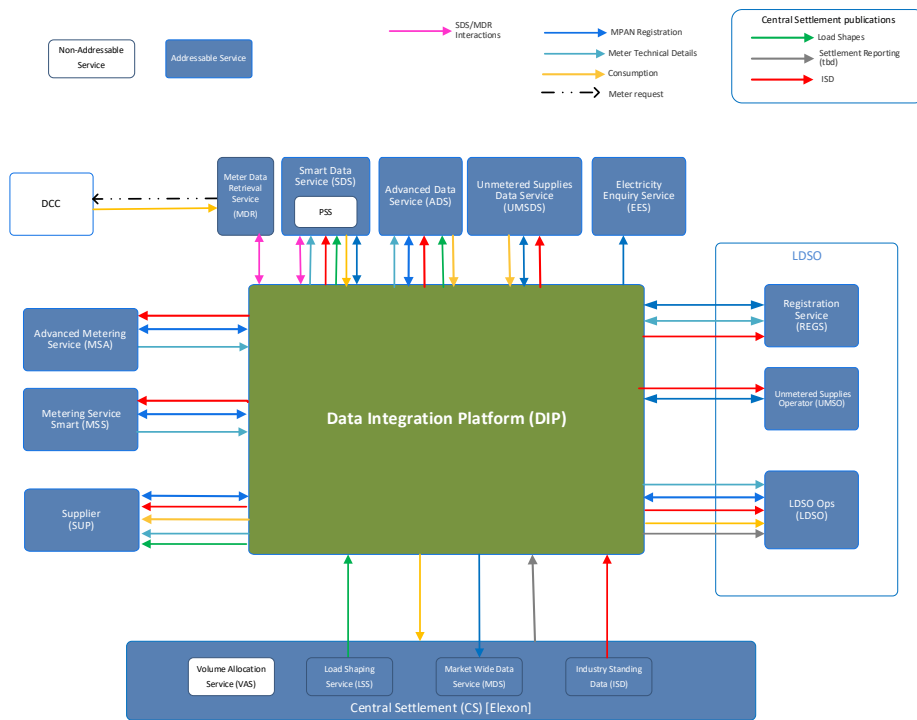 Non-Addressable
Service
Addressable Service
SDS/MDR
Interactions
MPAN Registration
Meter Technical Details
Consumption
Meter request
Central Settlement publications
Load Shapes
Settlement Reporting
(tbd)
ISD
DCC
Meter Data
Retrieval
Service
(MDR)
Smart Data
Service (SDS)
PSS
Advanced Data
Service (ADS)
Unmetered Supplies
Data Service
(UMSDS)
Electricity
Enquiry Service
(EES)
LDSO
Registration
Service
(REGS)
Advanced Metering
Service (MSA)
Unmetered Supplies
Operator (UMSO)
Metering Service
Smart (MSS)
Data Integration Platform (DIP)
Supplier
(SUP)
LDSO Ops
(LDSO)
Volume Allocation
Service (VAS)
Load Shaping
Service (LSS)
Market Wide Data
Service (MDS)
Industry Standing
Data (ISD)
Central Settlement (CS) [Elexon]